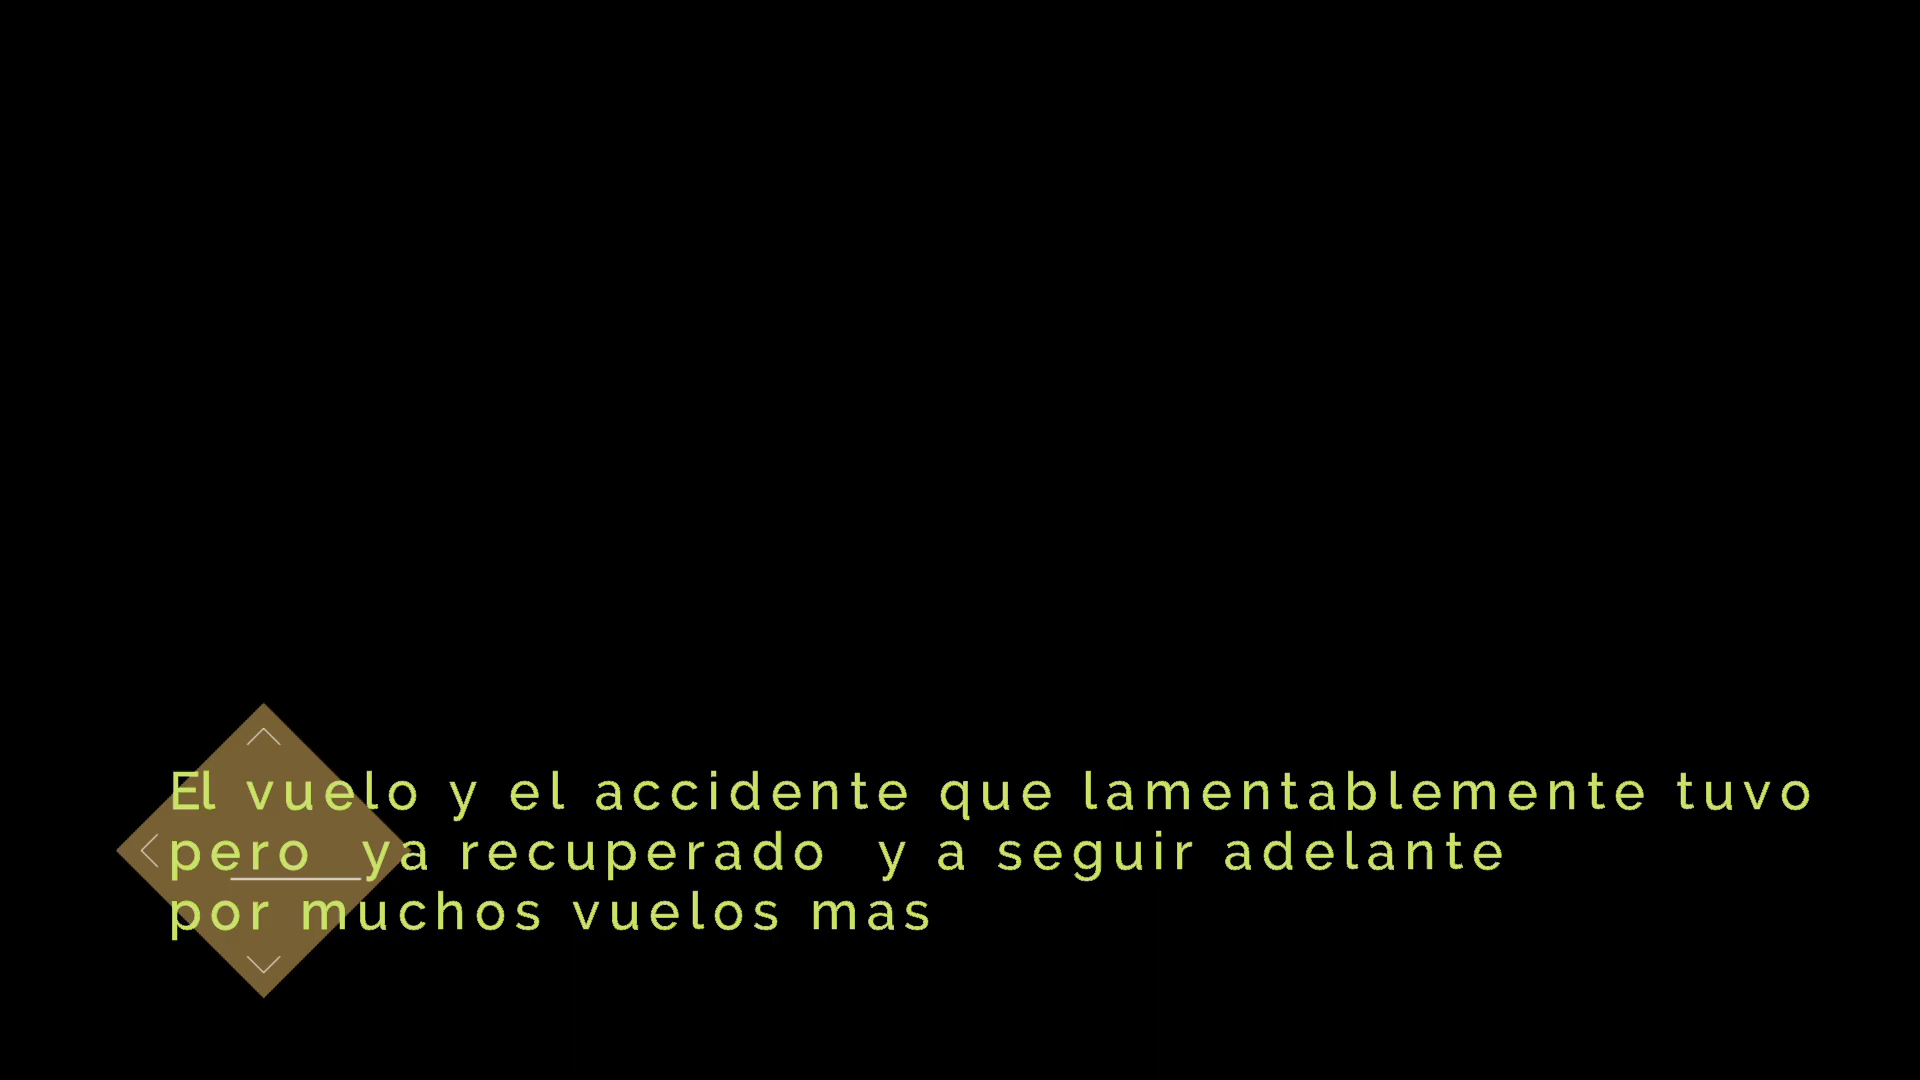 El vuelo y el accidente que lamentablemente tuvo
pero  ya recuperado  y a seguir adelante
por muchos vuelos mas